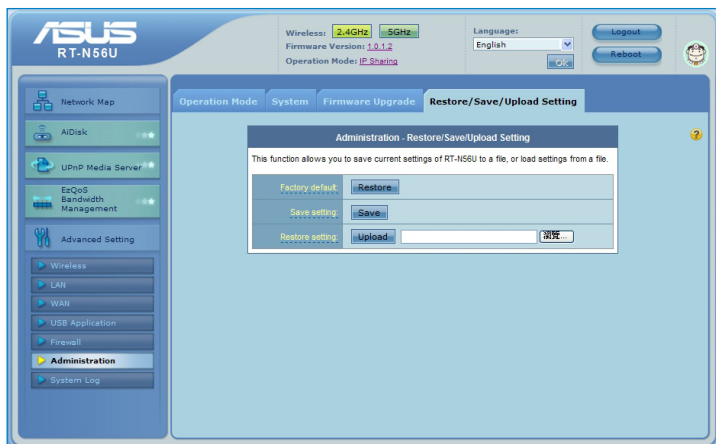 ASUS
RT-N56U
Wireless: 2.4GHz 5GHz
Firmware Version: 1.0.1.2
Operation Mode: IP Sharing
Language:
English
Ok
Logout
Reboot
Network Map
AiDisk
UPnP Media Server
EzQoS
Bandwidth
Management
Advanced Setting
Wireless
LAN
WAN
USB Application
Firewall
Administration
System Log
Operation Mode System Firmware Upgrade Restore/Save/Upload Setting
Administration - Restore/Save/Upload Setting
This function allows you to save current settings of RT-N56U to a file, or load settings from a file.
Factory default: Restore
Save setting: Save
Restore setting: Upload 瀏覽...
?